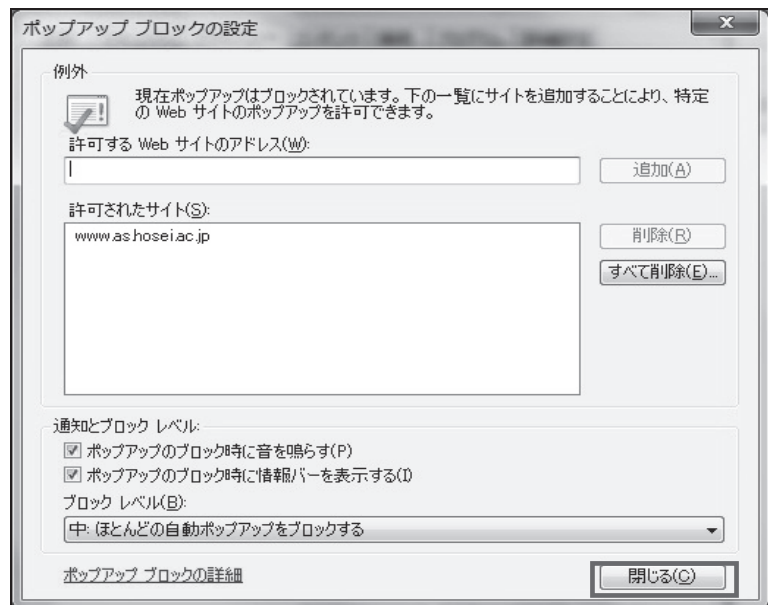 ポップアップ ブロックの設定
例外
現在ポップアップはブロックされています。下の一覧にサイトを追加することにより、特定
の Web サイトのポップアップを許可できます。
許可する Web サイトのアドレス(W):
追加(A)
許可されたサイト(S):
www.as.hosei.ac.jp
削除(R)
すべて削除(E)...
通知とブロック レベル:
ポップアップのブロック時に音を鳴らす(P)
ポップアップのブロック時に情報バーを表示する(I)
ブロック レベル(B):
中: ほとんどの自動ポップアップをブロックする
ポップアップ ブロックの詳細
閉じる(C)